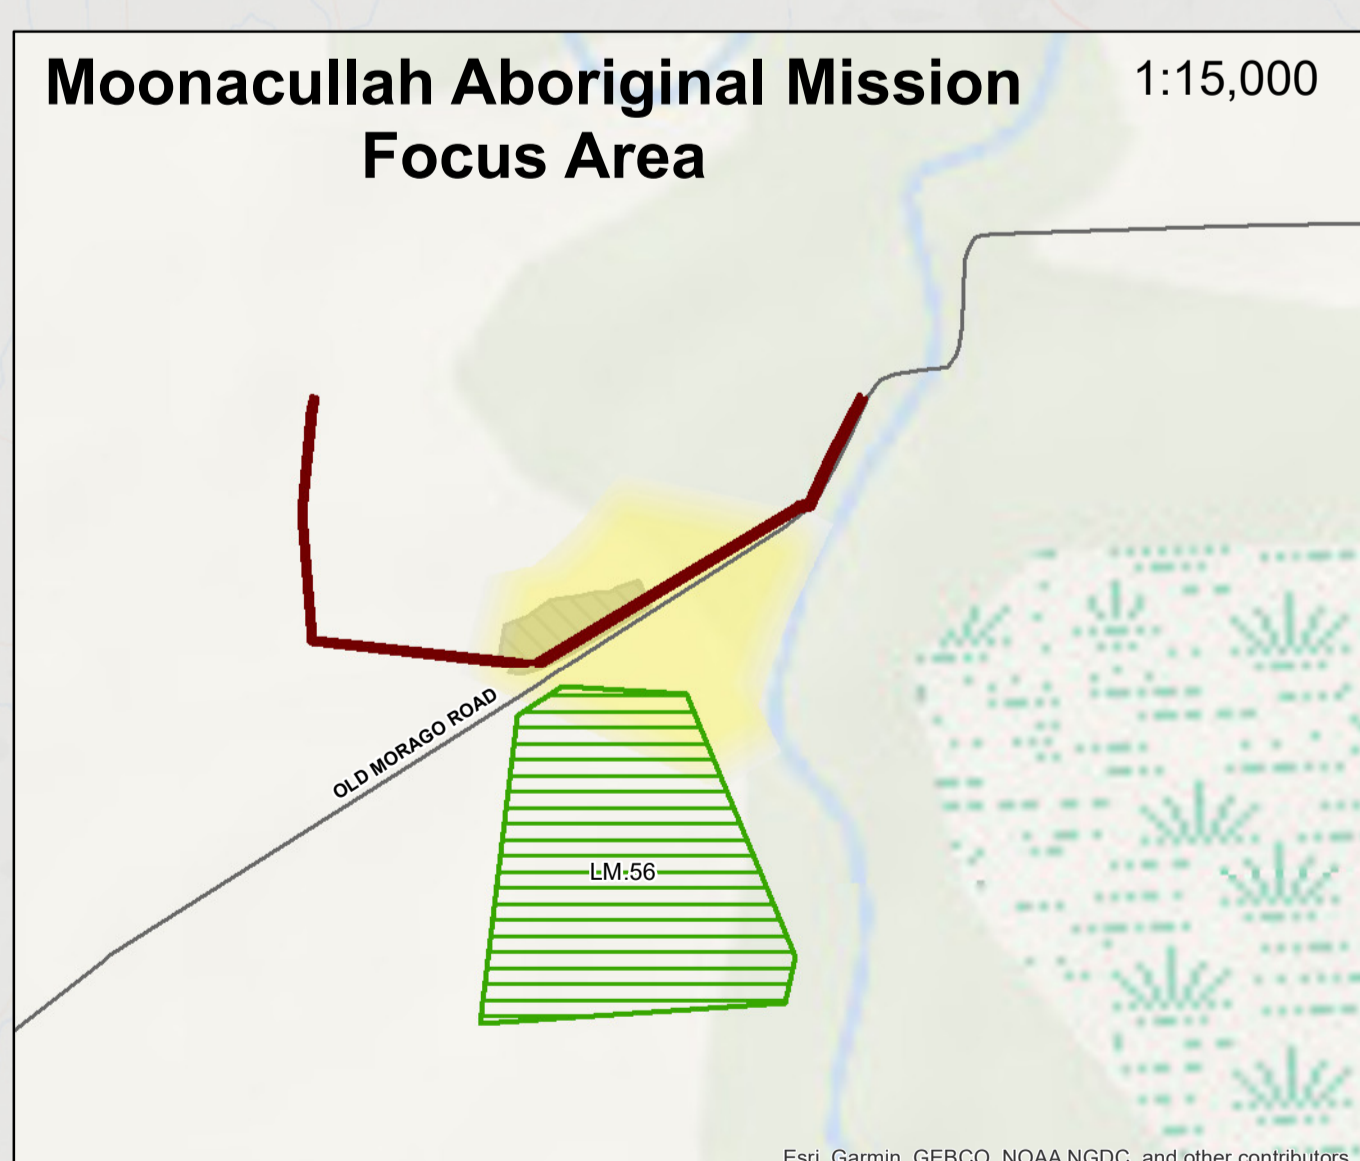 Moonacullah Aboriginal Mission
Focus Area
1:15,000
OLD MORAGO ROAD
LM.56
Esri, Garmin, GEBCO, NOAA NGDC, and other contributors